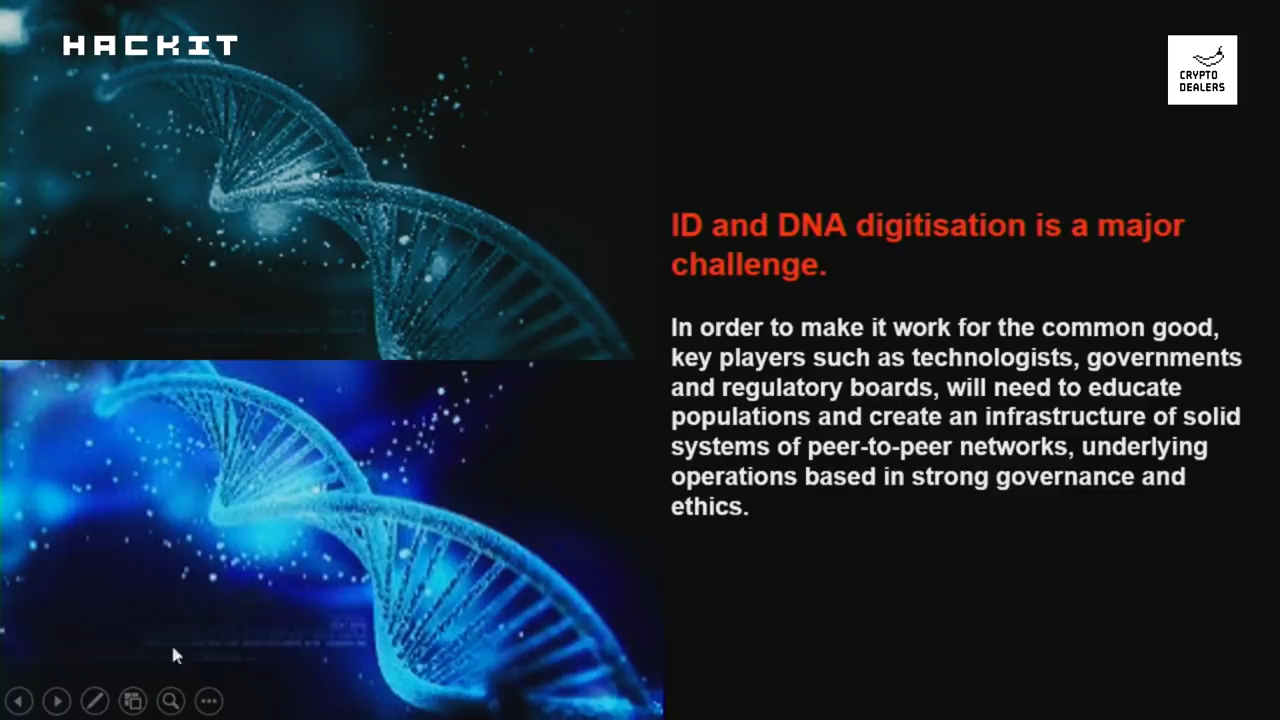 HACKIT
CRYPTO
DEALERS
ID and DNA digitisation is a major
challenge.
In order to make it work for the common good,
key players such as technologists, governments
and regulatory boards, will need to educate
populations and create an infrastructure of solid
systems of peer-to-peer networks, underlying
operations based in strong governance and
ethics.